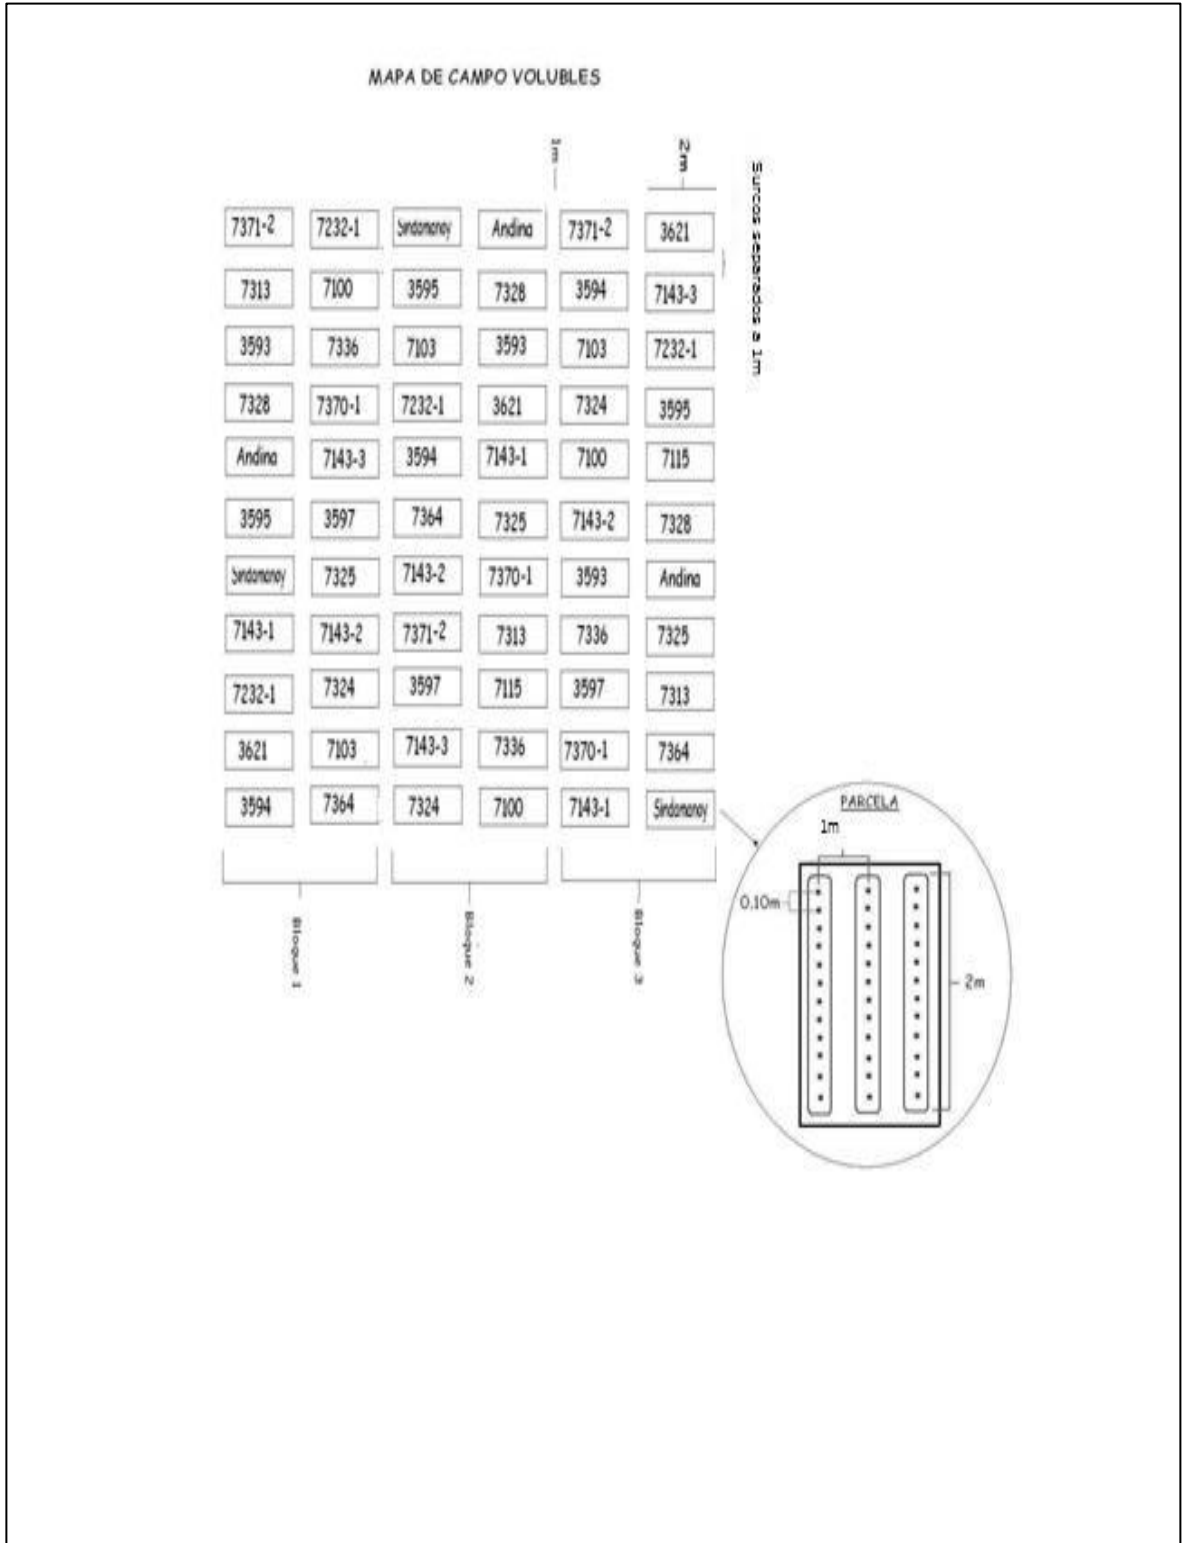 MAPA DE CAMPO VOLUBLES
1m
2m
Surcos separados a 1m
7371-2 7232-1 Sindamanoy Andina 7371-2 3621
7313 7100 3595 7328 3594 7143-3
3593 7336 7103 3593 7103 7232-1
7328 7370-1 7232-1 3621 7324 3595
Andina 7143-3 3594 7143-1 7100 7115
3595 3597 7364 7325 7143-2 7328
Sindamanoy 7325 7143-2 7370-1 3593 Andina
7143-1 7143-2 7371-2 7313 7336 7325
7232-1 7324 3597 7115 3597 7313
3621 7103 7143-3 7336 7370-1 7364
3594 7364 7324 7100 7143-1 Sindamanoy
Bloque 1
Bloque 2
Bloque 3
PARCELA
1m
0.10m
2m